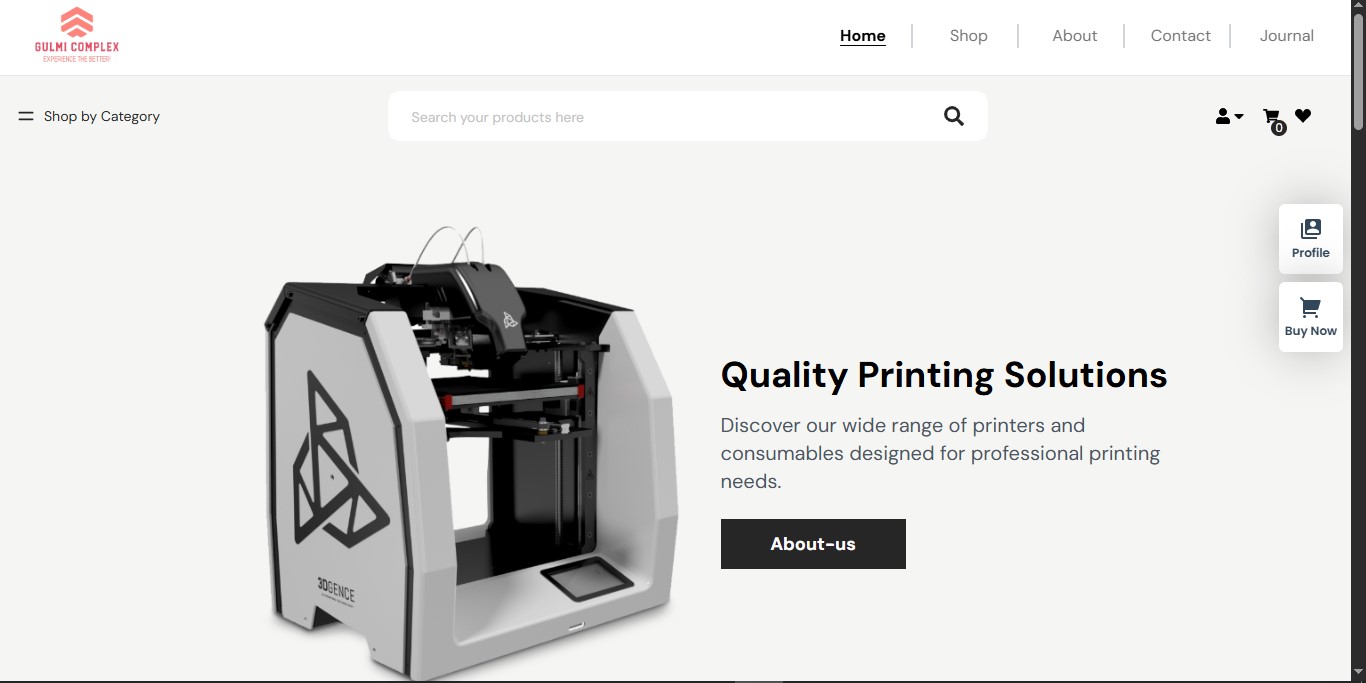 GULMI COMPLEX
EXPERIENCE THE BETTER!
Home
Shop
About
Contact
Journal
Shop by Category
Search your products here
0
Profile
Buy Now
Quality Printing Solutions
Discover our wide range of printers and
consumables designed for professional printing
needs.
About-us
3DGENCE